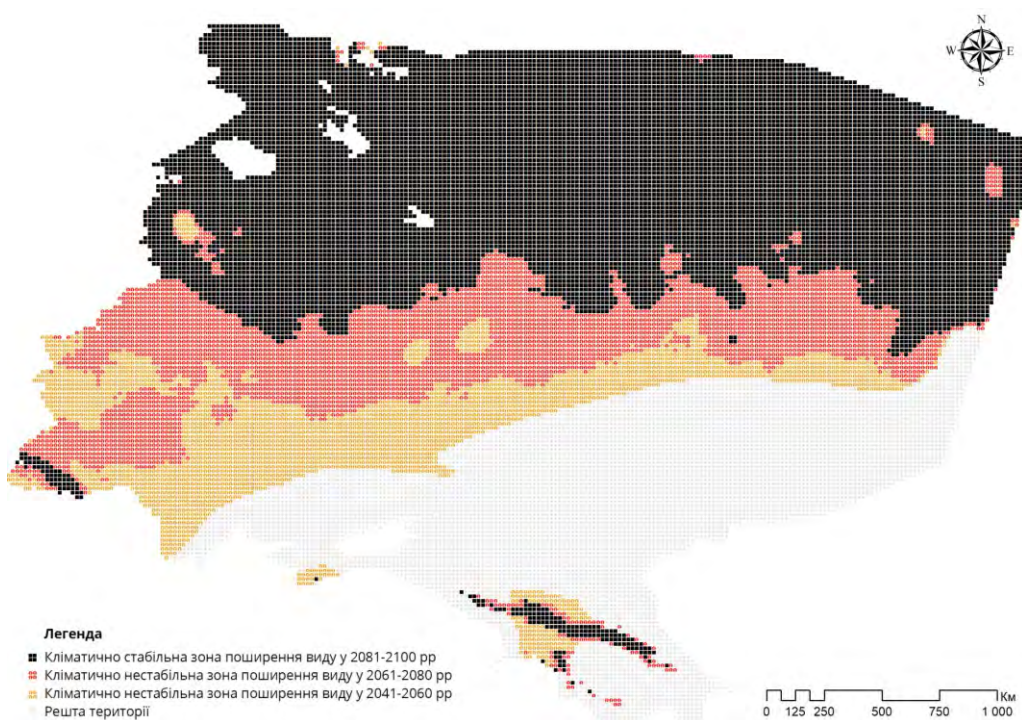 N
W E
S
Легенда
Кліматично стабільна зона поширення виду у 2081-2100 рр
Кліматично нестабільна зона поширення виду у 2061-2080 рр
Кліматично нестабільна зона поширення виду у 2041-2060 рр
Решта території
Км
0 125 250 500 750 1 000